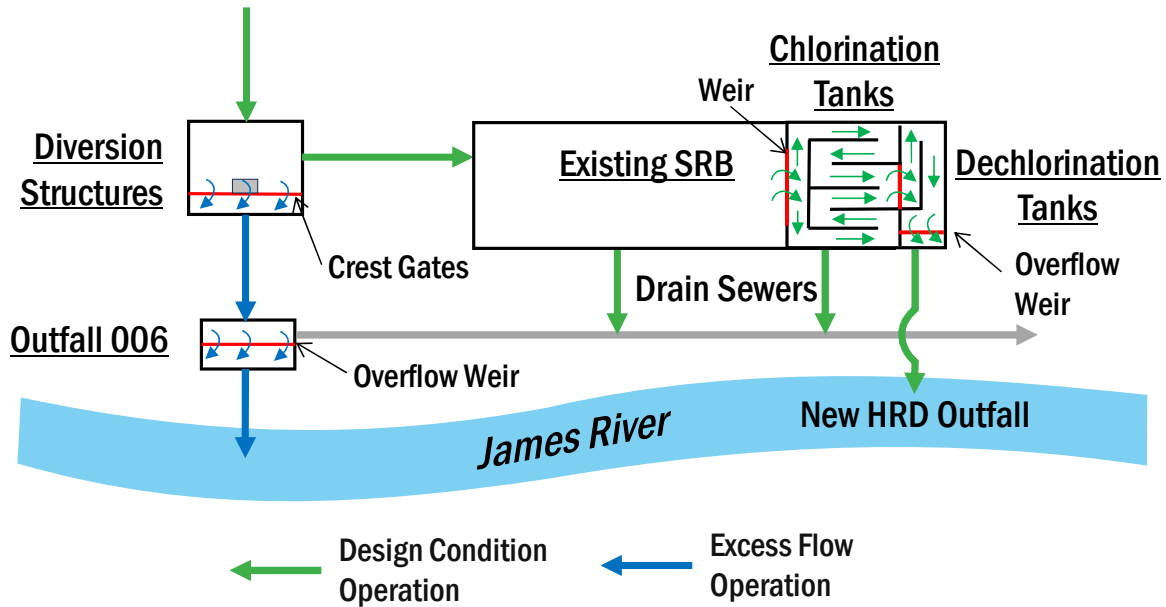 Chlorination
Tanks
Weir
Diversion
Structures
Existing SRB
Dechlorination
Tanks
Crest Gates
Drain Sewers
Overflow
Weir
Outfall 006
Overflow Weir
New HRD Outfall
James River
Design Condition
Operation
Excess Flow
Operation